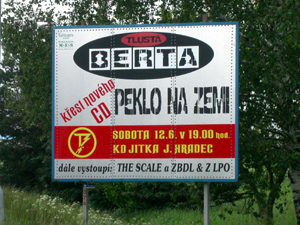 TLUSTÁ
BERTA
Křest nového
CD
PEKLO NA ZEMI
SOBOTA 12.6. v 19.00 hod.
KD JITKA J. HRADEC
dále vystoupí: THE SCALE a ZBDL & Z LPO